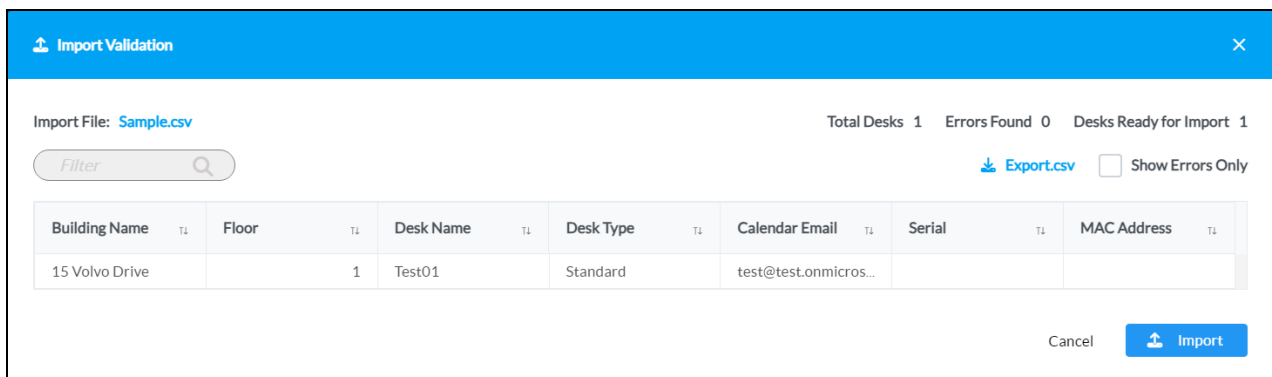 Import Validation
Import File: Sample.csv Total Desks 1 Errors Found 0 Desks Ready for Import 1
Filter Export.csv Show Errors Only
Building Name Floor Desk Name Desk Type Calendar Email Serial MAC Address
15 Volvo Drive 1 Test01 Standard test@test.onmicros...
Cancel Import